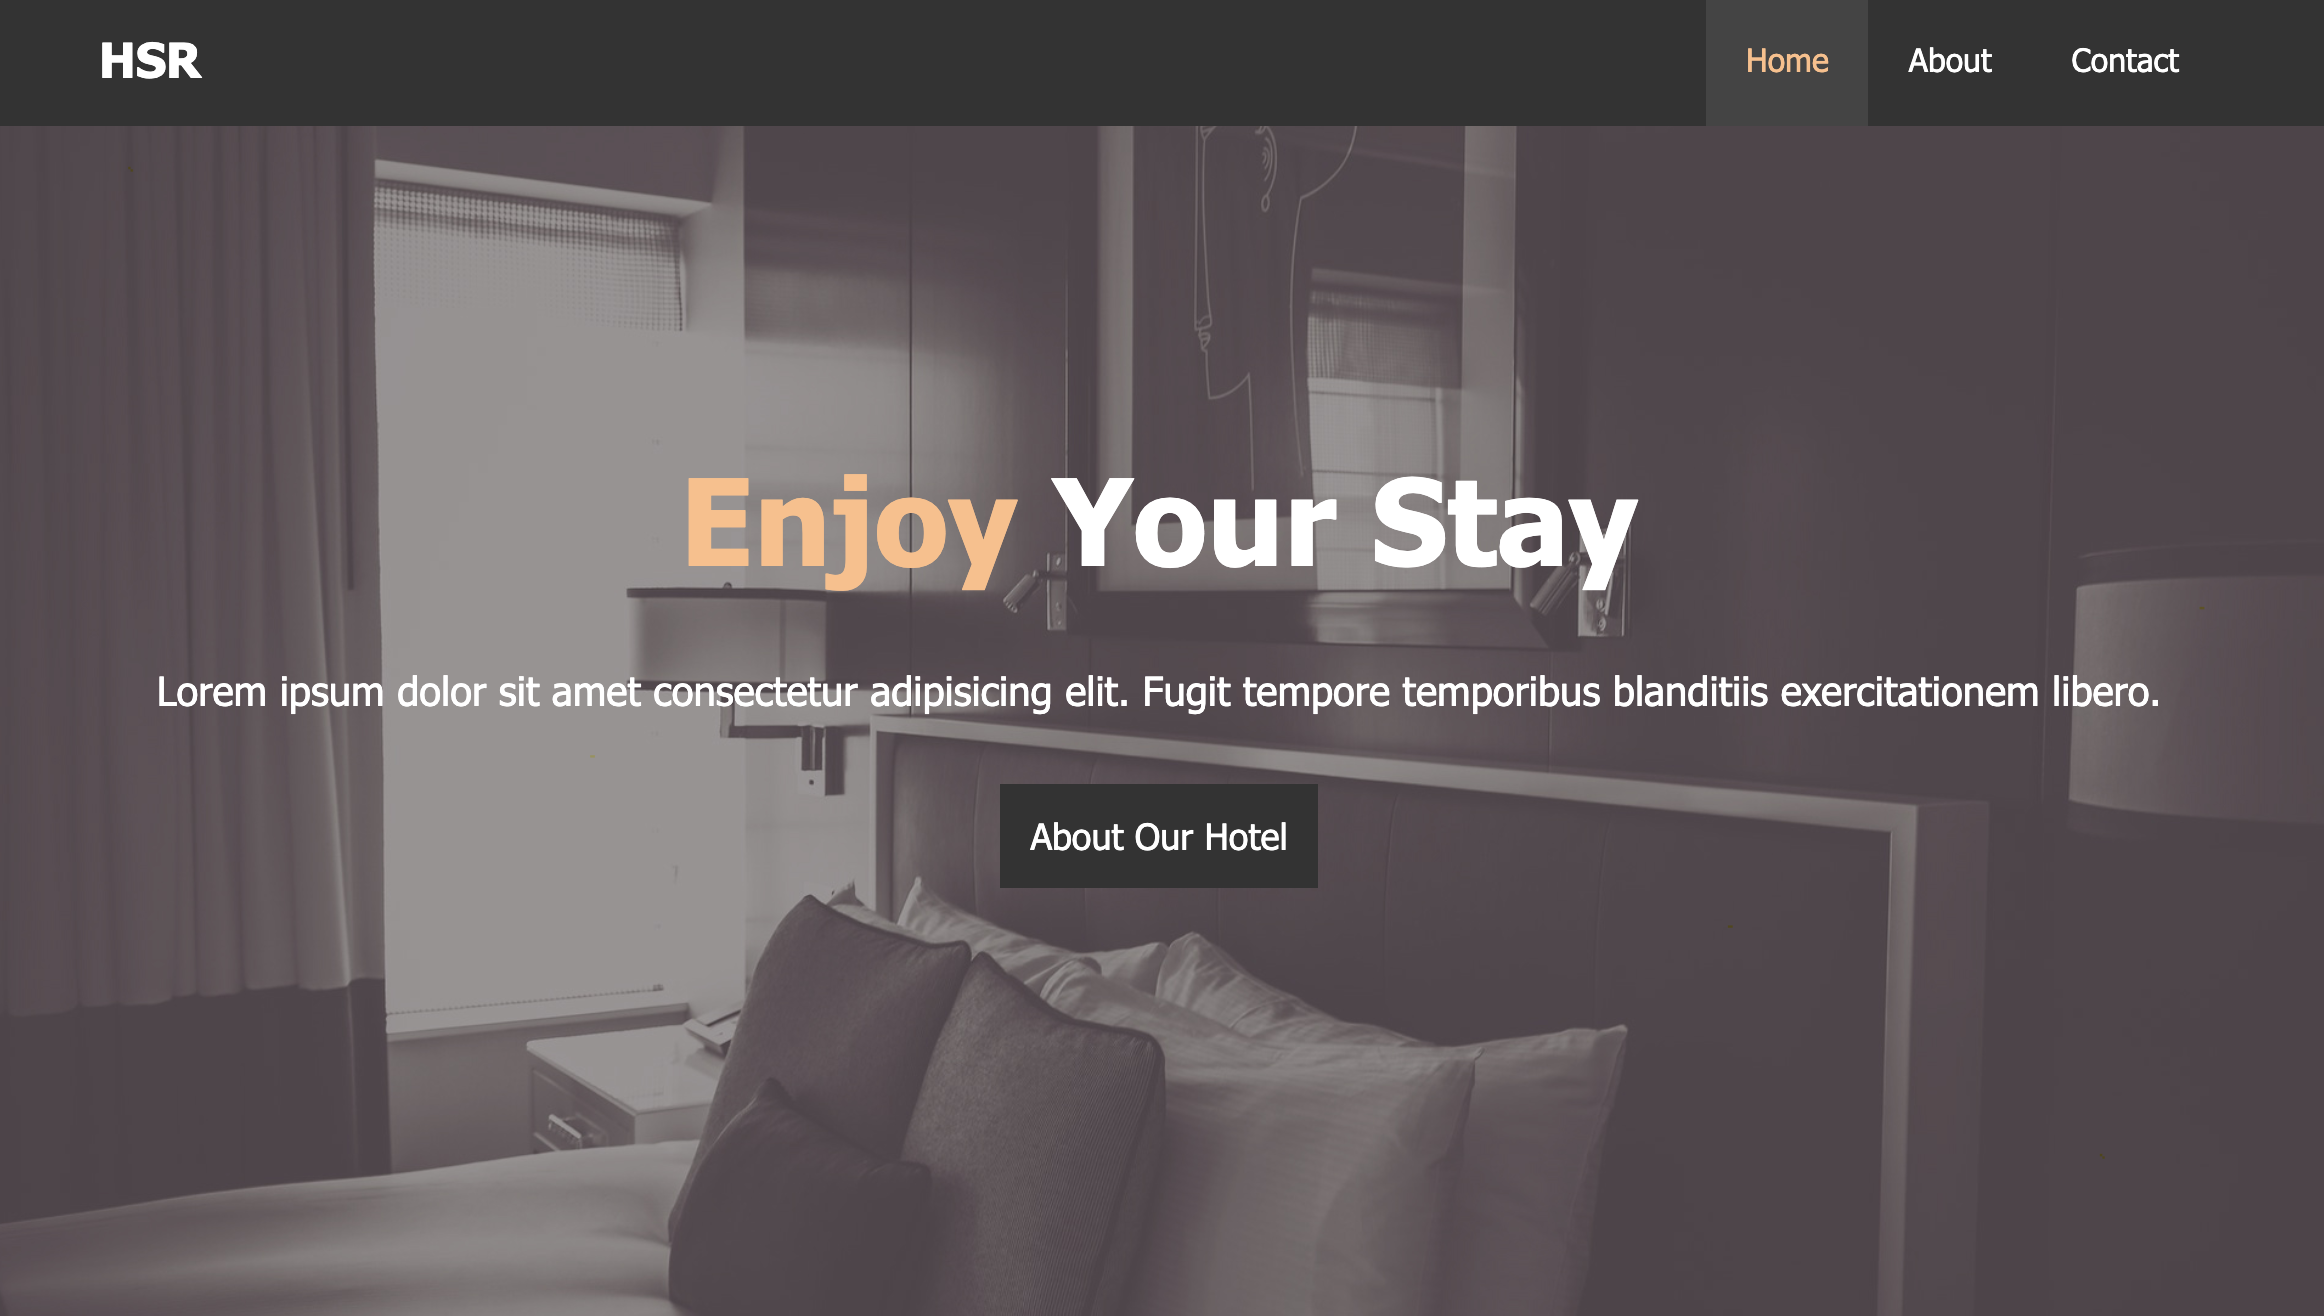 HSR
Home About Contact
Enjoy Your Stay
Lorem ipsum dolor sit amet consectetur adipisicing elit. Fugit tempore temporibus blanditiis exercitationem libero.
About Our Hotel